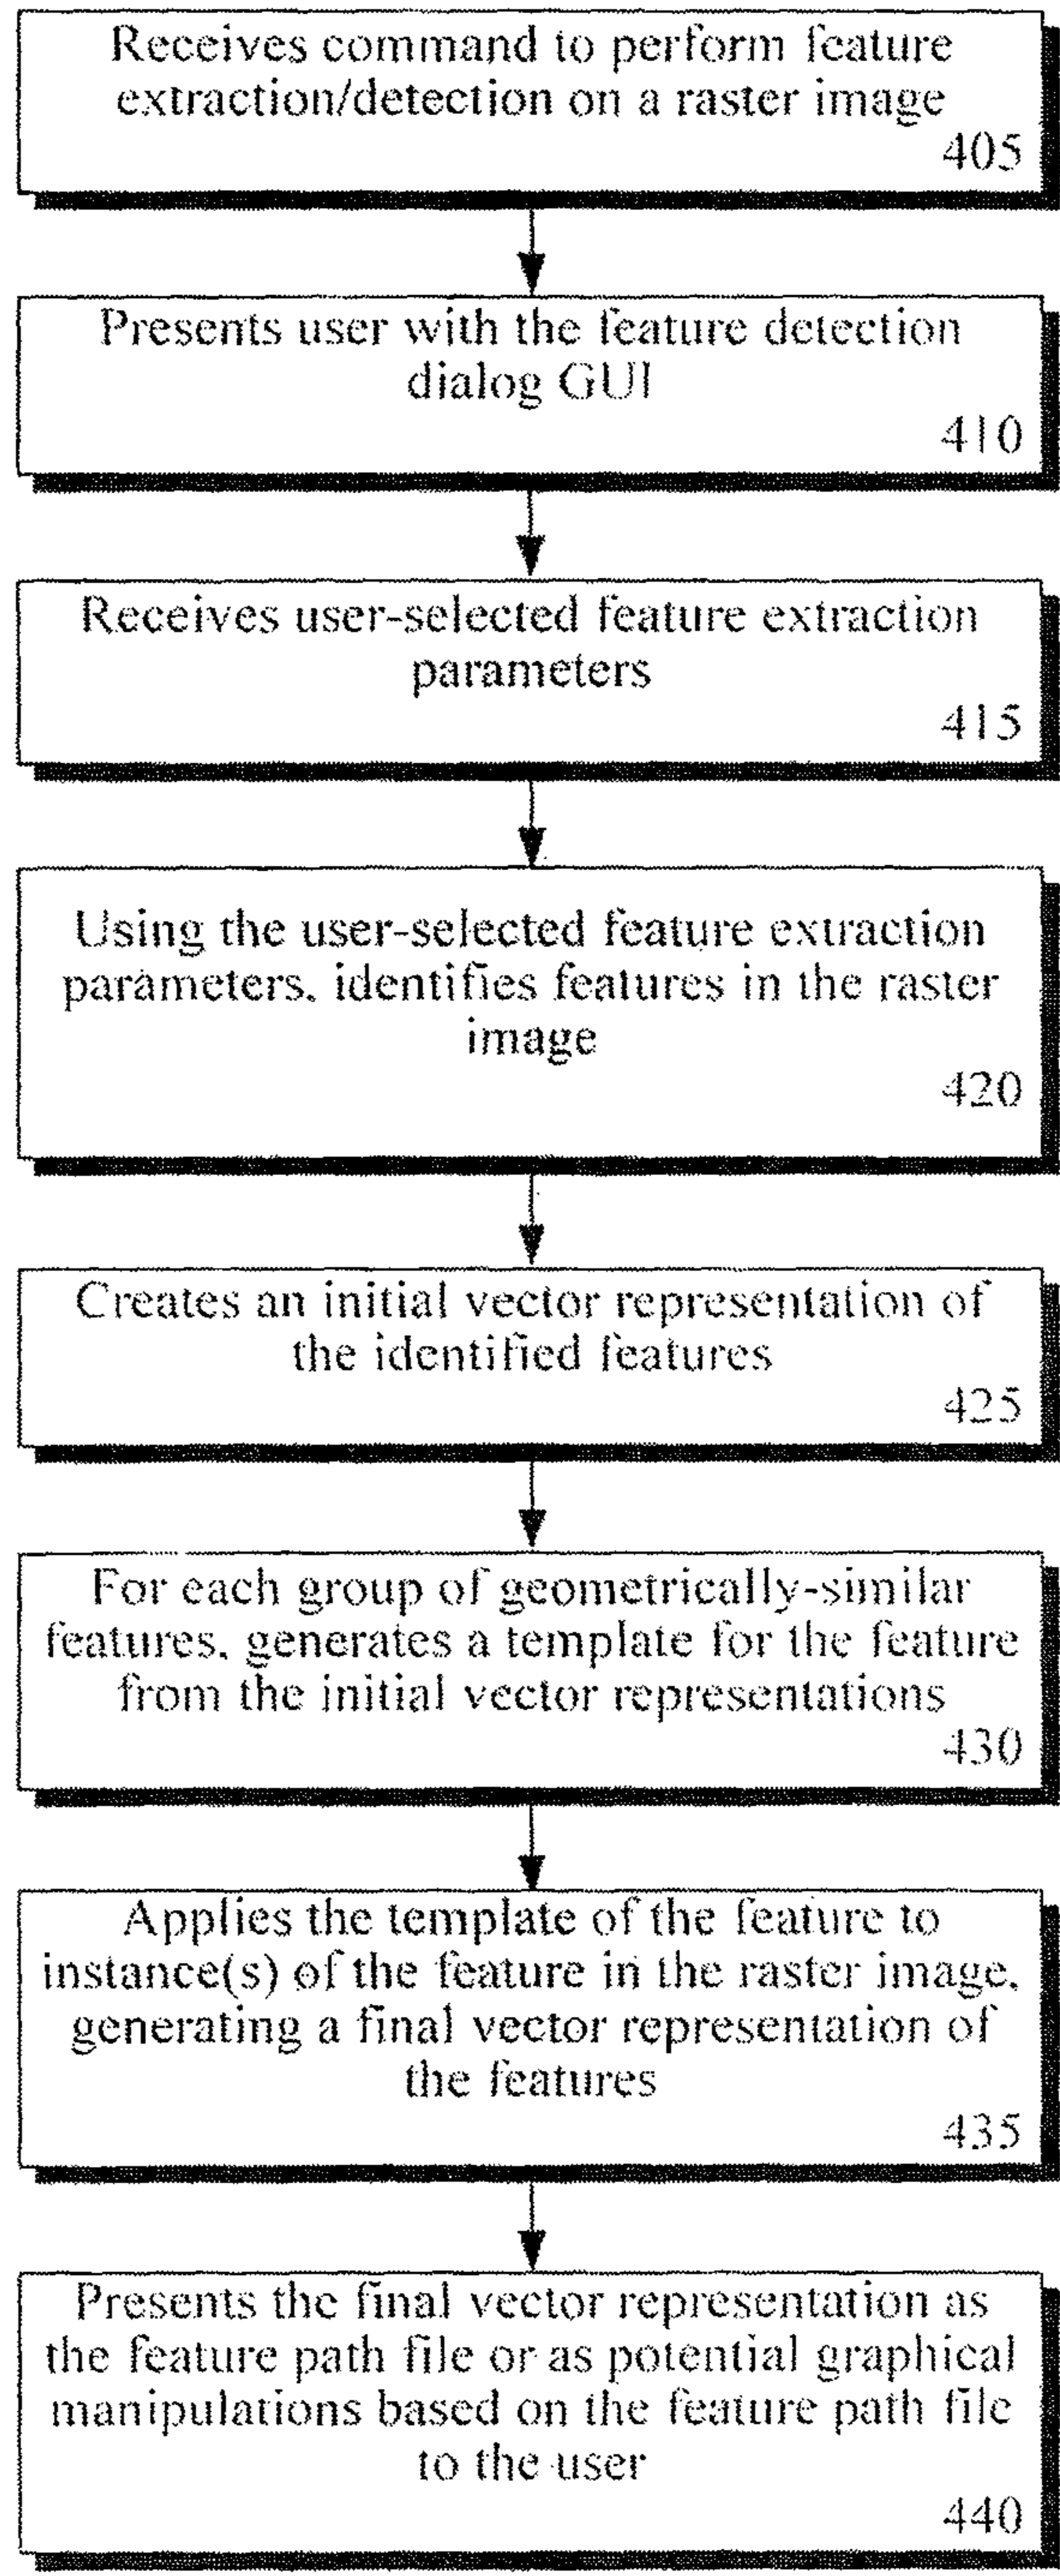 Receives command to perform feature
extraction/detection on a raster image
405
Presents user with the feature detection
dialog GUI
410
Receives user-selected feature extraction
parameters
415
Using the user-selected feature extraction
parameters, identifies features in the raster
image
420
Creates an initial vector representation of
the identified features
425
For each group of geometrically-similar
features, generates a template for the feature
from the initial vector representations
430
Applies the template of the feature to
instance(s) of the feature in the raster image,
generating a final vector representation of
the features
435
Presents the final vector representation as
the feature path file or as potential graphical
manipulations based on the feature path file
to the user
440